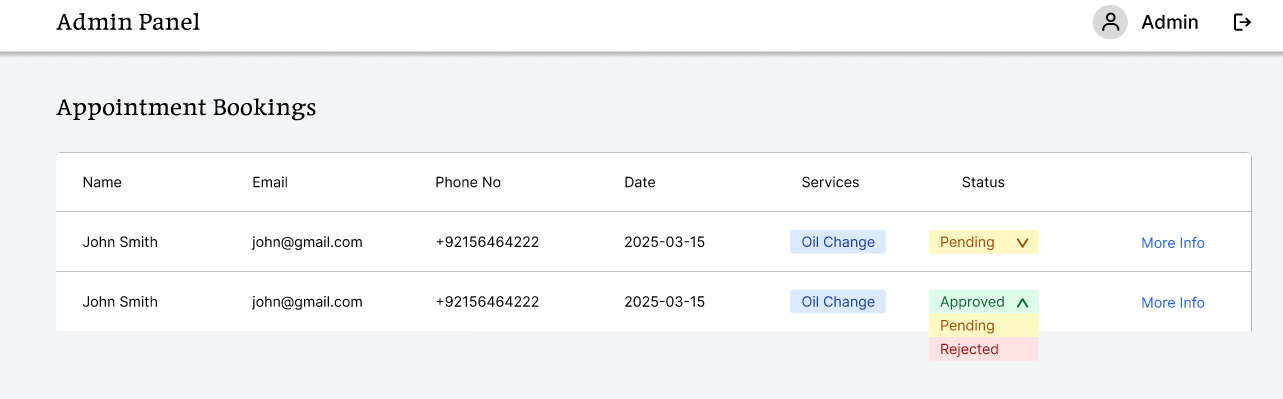 Admin Panel Admin
Appointment Bookings
Name Email Phone No Date Services Status
John Smith john@gmail.com +92156464222 2025-03-15 Oil Change Pending More Info
John Smith john@gmail.com +92156464222 2025-03-15 Oil Change Approved More Info
Pending
Rejected